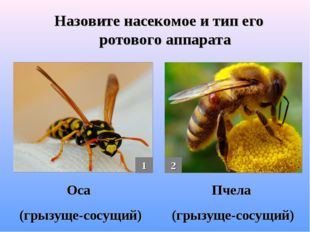 Назовите насекомое и тип его
ротового аппарата
1
2
Оса
Пчела
(грызуще-сосущий)
(грызуще-сосущий)